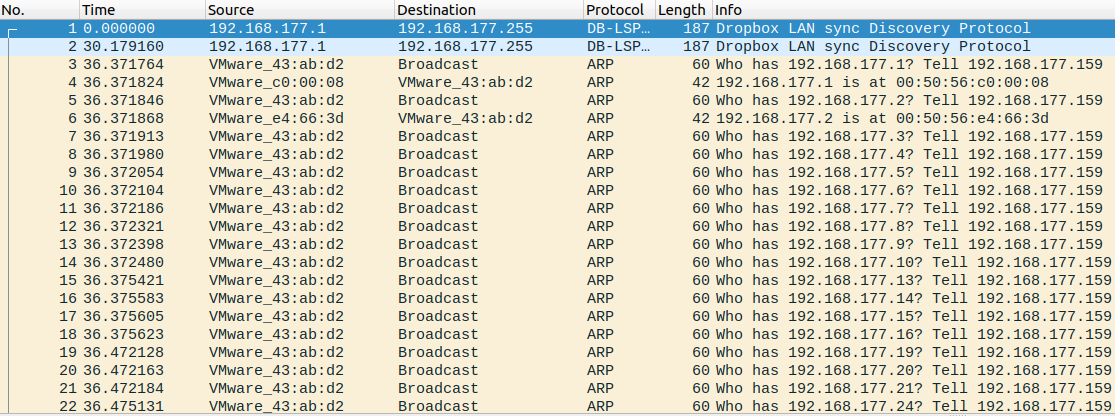 No. Time Source Destination Protocol Length Info
1 0.000000 192.168.177.1 192.168.177.255 DB-LSP… 187 Dropbox LAN sync Discovery Protocol
2 30.179160 192.168.177.1 192.168.177.255 DB-LSP… 187 Dropbox LAN sync Discovery Protocol
3 36.371764 VMware_43:ab:d2 Broadcast ARP 60 Who has 192.168.177.1? Tell 192.168.177.159
4 36.371824 VMware_c0:00:08 VMware_43:ab:d2 ARP 42 192.168.177.1 is at 00:50:56:c0:00:08
5 36.371846 VMware_43:ab:d2 Broadcast ARP 60 Who has 192.168.177.2? Tell 192.168.177.159
6 36.371868 VMware_e4:66:3d VMware_43:ab:d2 ARP 42 192.168.177.2 is at 00:50:56:e4:66:3d
7 36.371913 VMware_43:ab:d2 Broadcast ARP 60 Who has 192.168.177.3? Tell 192.168.177.159
8 36.371980 VMware_43:ab:d2 Broadcast ARP 60 Who has 192.168.177.4? Tell 192.168.177.159
9 36.372054 VMware_43:ab:d2 Broadcast ARP 60 Who has 192.168.177.5? Tell 192.168.177.159
10 36.372104 VMware_43:ab:d2 Broadcast ARP 60 Who has 192.168.177.6? Tell 192.168.177.159
11 36.372186 VMware_43:ab:d2 Broadcast ARP 60 Who has 192.168.177.7? Tell 192.168.177.159
12 36.372321 VMware_43:ab:d2 Broadcast ARP 60 Who has 192.168.177.8? Tell 192.168.177.159
13 36.372398 VMware_43:ab:d2 Broadcast ARP 60 Who has 192.168.177.9? Tell 192.168.177.159
14 36.372480 VMware_43:ab:d2 Broadcast ARP 60 Who has 192.168.177.10? Tell 192.168.177.159
15 36.375421 VMware_43:ab:d2 Broadcast ARP 60 Who has 192.168.177.13? Tell 192.168.177.159
16 36.375583 VMware_43:ab:d2 Broadcast ARP 60 Who has 192.168.177.14? Tell 192.168.177.159
17 36.375605 VMware_43:ab:d2 Broadcast ARP 60 Who has 192.168.177.15? Tell 192.168.177.159
18 36.375623 VMware_43:ab:d2 Broadcast ARP 60 Who has 192.168.177.16? Tell 192.168.177.159
19 36.472128 VMware_43:ab:d2 Broadcast ARP 60 Who has 192.168.177.19? Tell 192.168.177.159
20 36.472163 VMware_43:ab:d2 Broadcast ARP 60 Who has 192.168.177.20? Tell 192.168.177.159
21 36.472184 VMware_43:ab:d2 Broadcast ARP 60 Who has 192.168.177.21? Tell 192.168.177.159
22 36.475131 VMware_43:ab:d2 Broadcast ARP 60 Who has 192.168.177.24? Tell 192.168.177.159